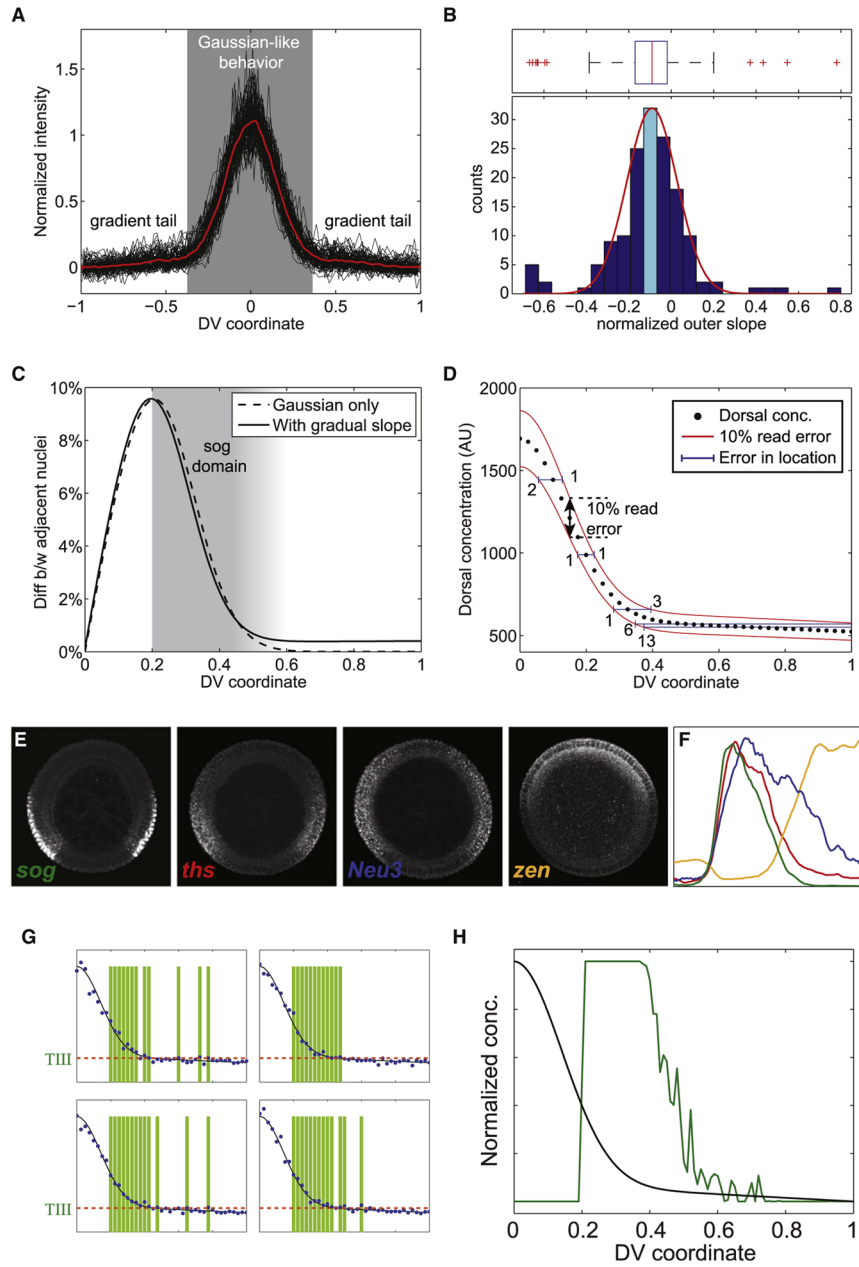 A
Gaussian-like
behavior
1.5
1
0.5
0
Normalized intensity
gradient tail
gradient tail
−1
−0.5
0
0.5
1
DV coordinate
B
30
25
20
15
10
5
0
counts
−0.6
−0.4
−0.2
0
0.2
0.4
0.6
0.8
normalized outer slope
C
10%
8%
6%
4%
2%
0%
Diff b/w adjacent nuclei
Gaussian only
With gradual slope
sog
domain
0
0.2
0.4
0.6
0.8
1
DV coordinate
D
2000
1500
1000
500
Dorsal concentration (AU)
Dorsal conc.
10% read error
Error in location
2
1
10% read
error
1
1
1
3
6
13
0
0.2
0.4
0.6
0.8
1
DV coordinate
E
sog
ths
Neu3
zen
F
G
TIII
TIII
H
Normalized conc.
0
0.2
0.4
0.6
0.8
1
DV coordinate